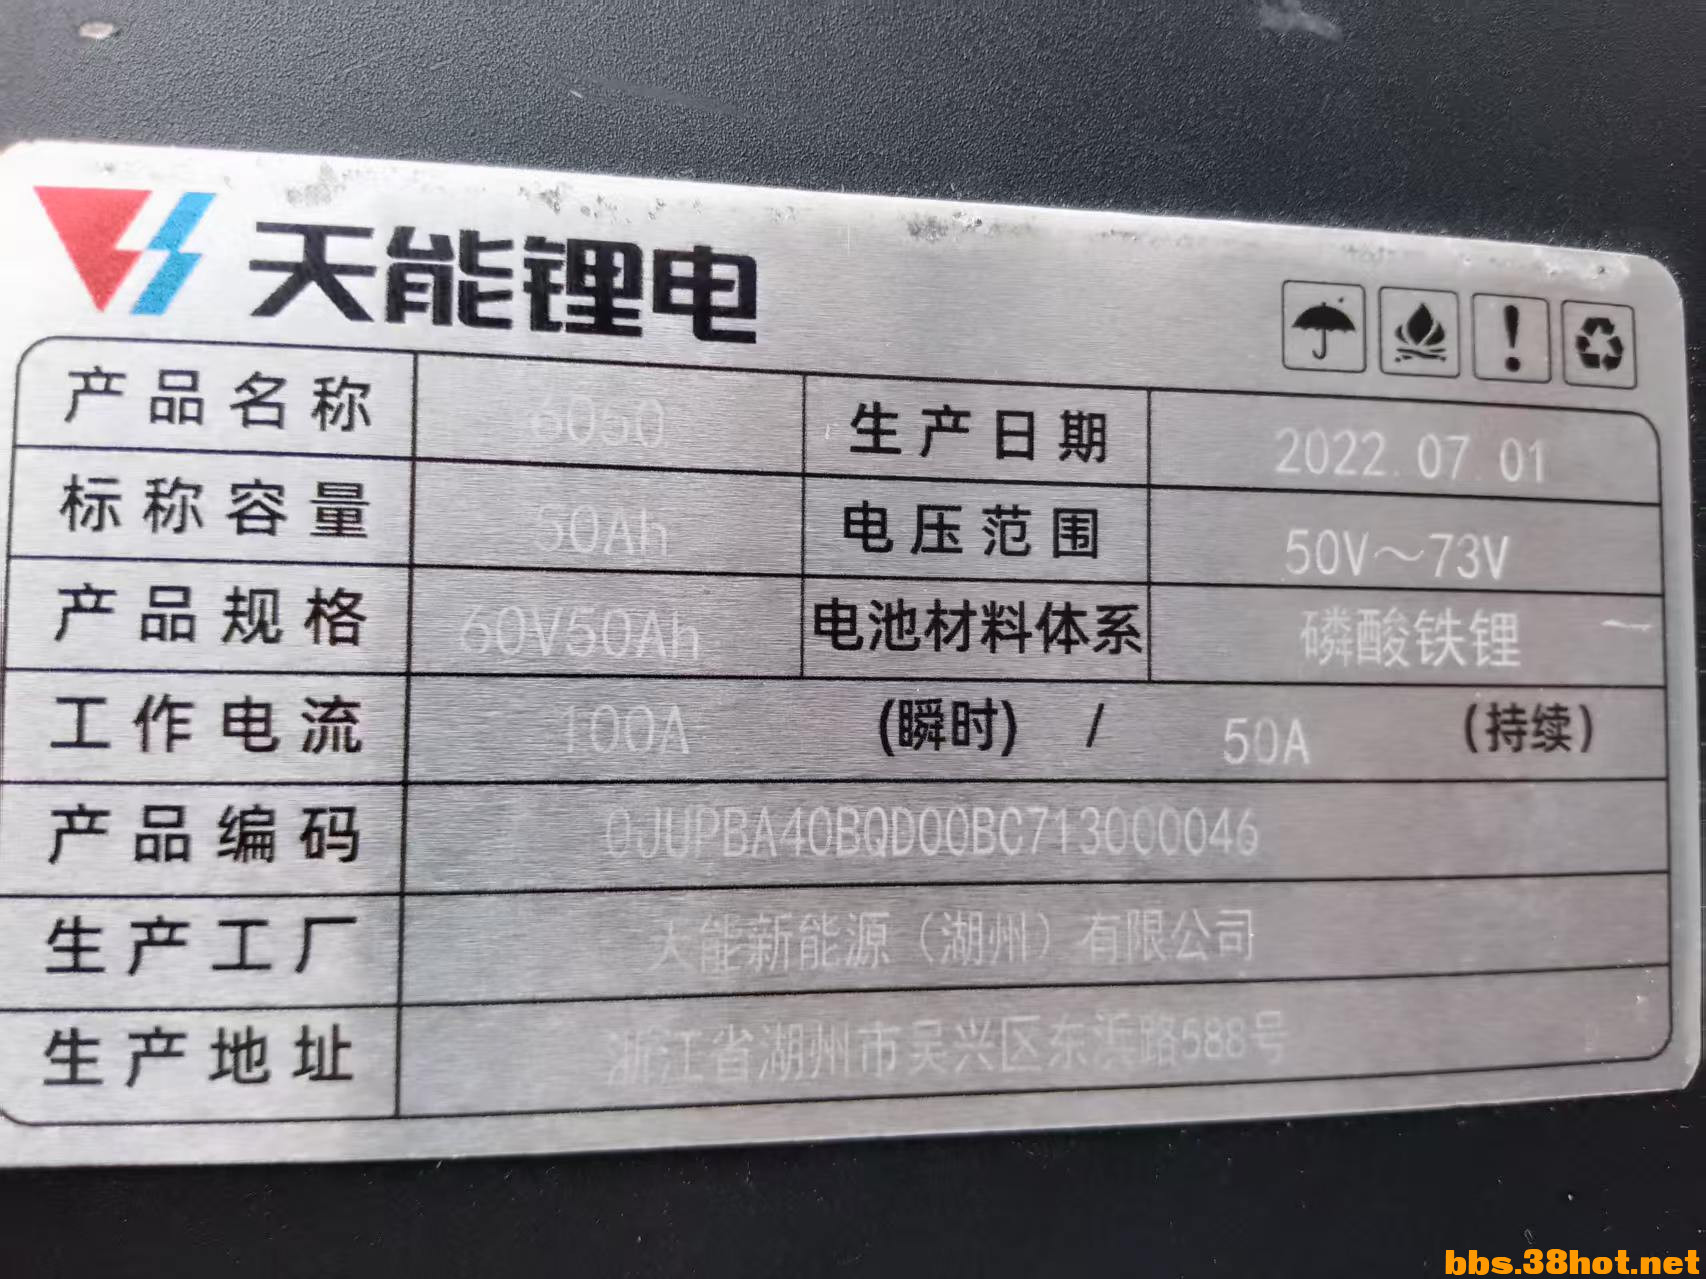 天能锂电
产品名称 6050 生产日期 2022.07.01
标称容量 50Ah 电压范围 50V～73V
产品规格 60V50Ah 电池材料体系 磷酸铁锂
工作电流 100A (瞬时) / 50A (持续)
产品编码 0JUPBA40BQD00BC713000046
生产工厂 天能新能源（湖州）有限公司
生产地址 浙江省湖州市吴兴区东浜路588号
bbs.38hot.net